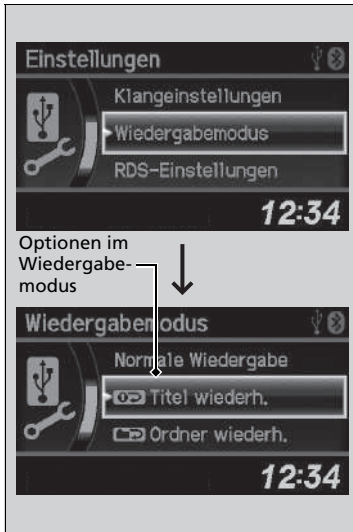 Einstellungen
Klangeinstellungen
Wiedergabemodus
RDS-Einstellungen
12:34
Optionen im
Wiedergabe-
modus
Wiedergabemodus
Normale Wiedergabe
Titel wiederh.
Ordner wiederh.
12:34